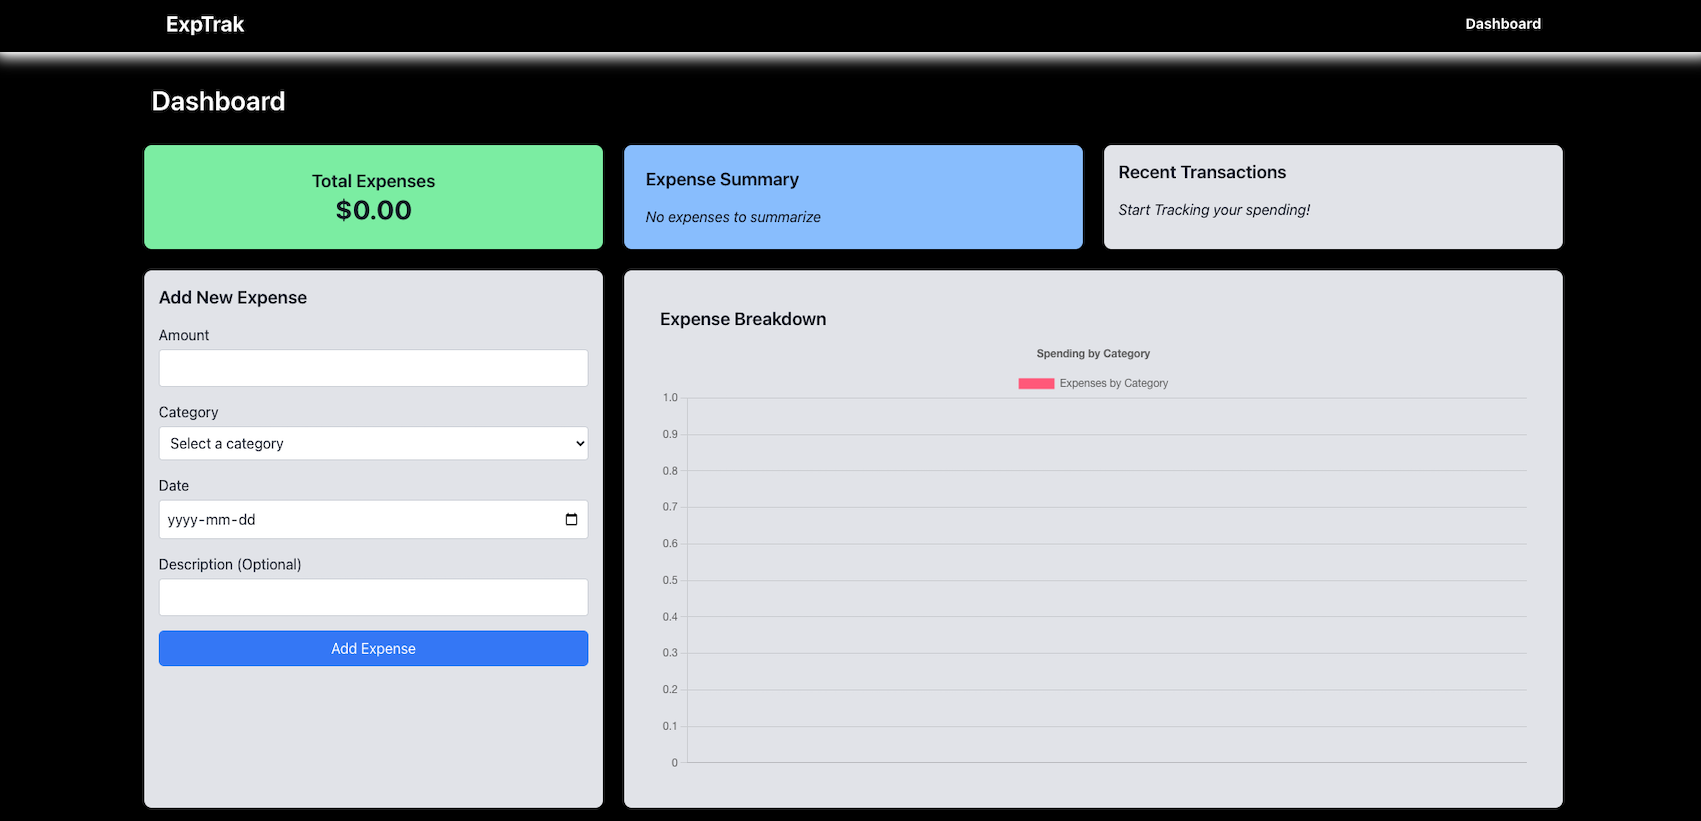 ExpTrak
Dashboard
Dashboard
Total Expenses
$0.00
Expense Summary
No expenses to summarize
Recent Transactions
Start Tracking your spending!
Add New Expense
Amount
Category
Select a category
Date
yyyy-mm-dd
Description (Optional)
Add Expense
Expense Breakdown
Spending by Category
Expenses by Category
1.0
0.9
0.8
0.7
0.6
0.5
0.4
0.3
0.2
0.1
0